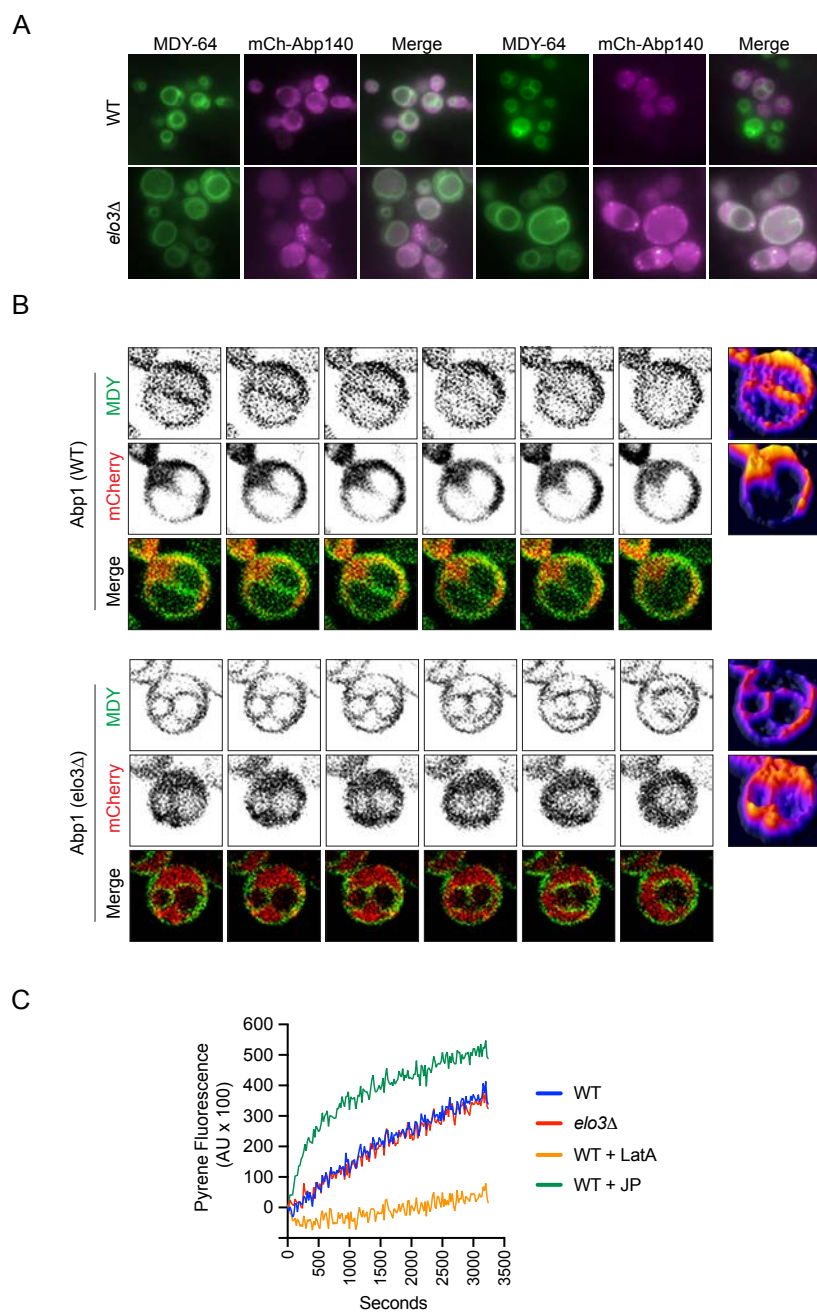 A
MDY-64 mCh-Abp140 Merge MDY-64 mCh-Abp140 Merge
WT
elo3Δ
B
Abp1 (WT)
MDY
mCherry
Merge
Abp1 (elo3Δ)
MDY
mCherry
Merge
C
Pyrene Fluorescence
(AU x 100)
600
500
400
300
200
100
0
0 500 1000 1500 2000 2500 3000 3500
Seconds
WT
elo3Δ
WT + LatA
WT + JP